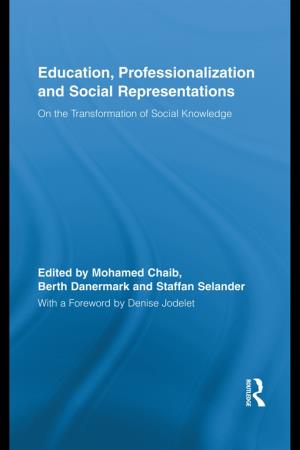 Education, Professionalization
and Social Representations
On the Transformation of Social Knowledge
Edited by Mohamed Chaib,
Berth Danermark and Staffan Selander
With a Foreword by Denise Jodelet
ROUTLEDGE